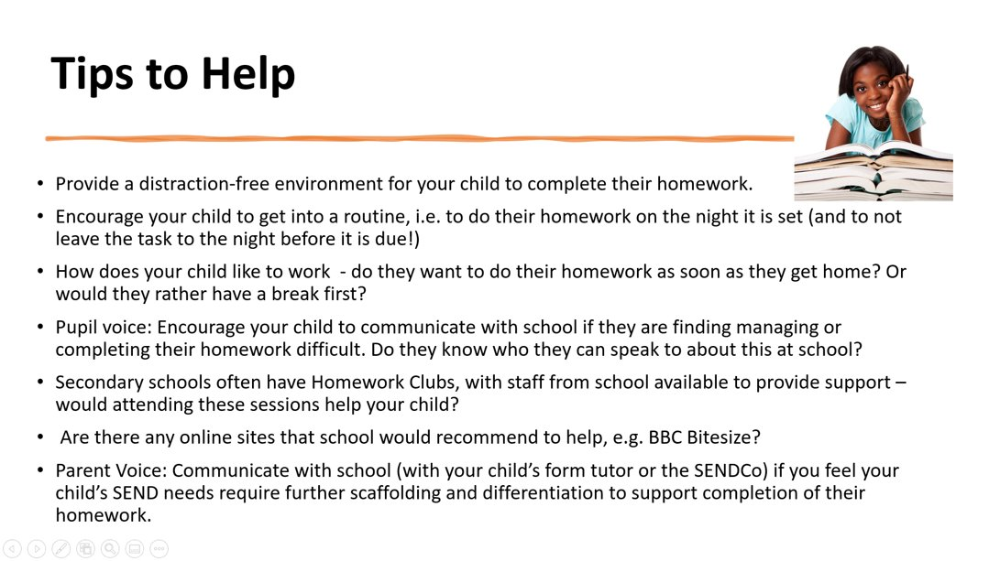 Tips to Help
• Provide a distraction-free environment for your child to complete their homework.
• Encourage your child to get into a routine, i.e. to do their homework on the night it is set (and to not
leave the task to the night before it is due!)
• How does your child like to work  - do they want to do their homework as soon as they get home? Or
would they rather have a break first?
• Pupil voice: Encourage your child to communicate with school if they are finding managing or
completing their homework difficult. Do they know who they can speak to about this at school?
• Secondary schools often have Homework Clubs, with staff from school available to provide support –
would attending these sessions help your child?
•  Are there any online sites that school would recommend to help, e.g. BBC Bitesize?
• Parent Voice: Communicate with school (with your child’s form tutor or the SENDCo) if you feel your
child’s SEND needs require further scaffolding and differentiation to support completion of their
homework.